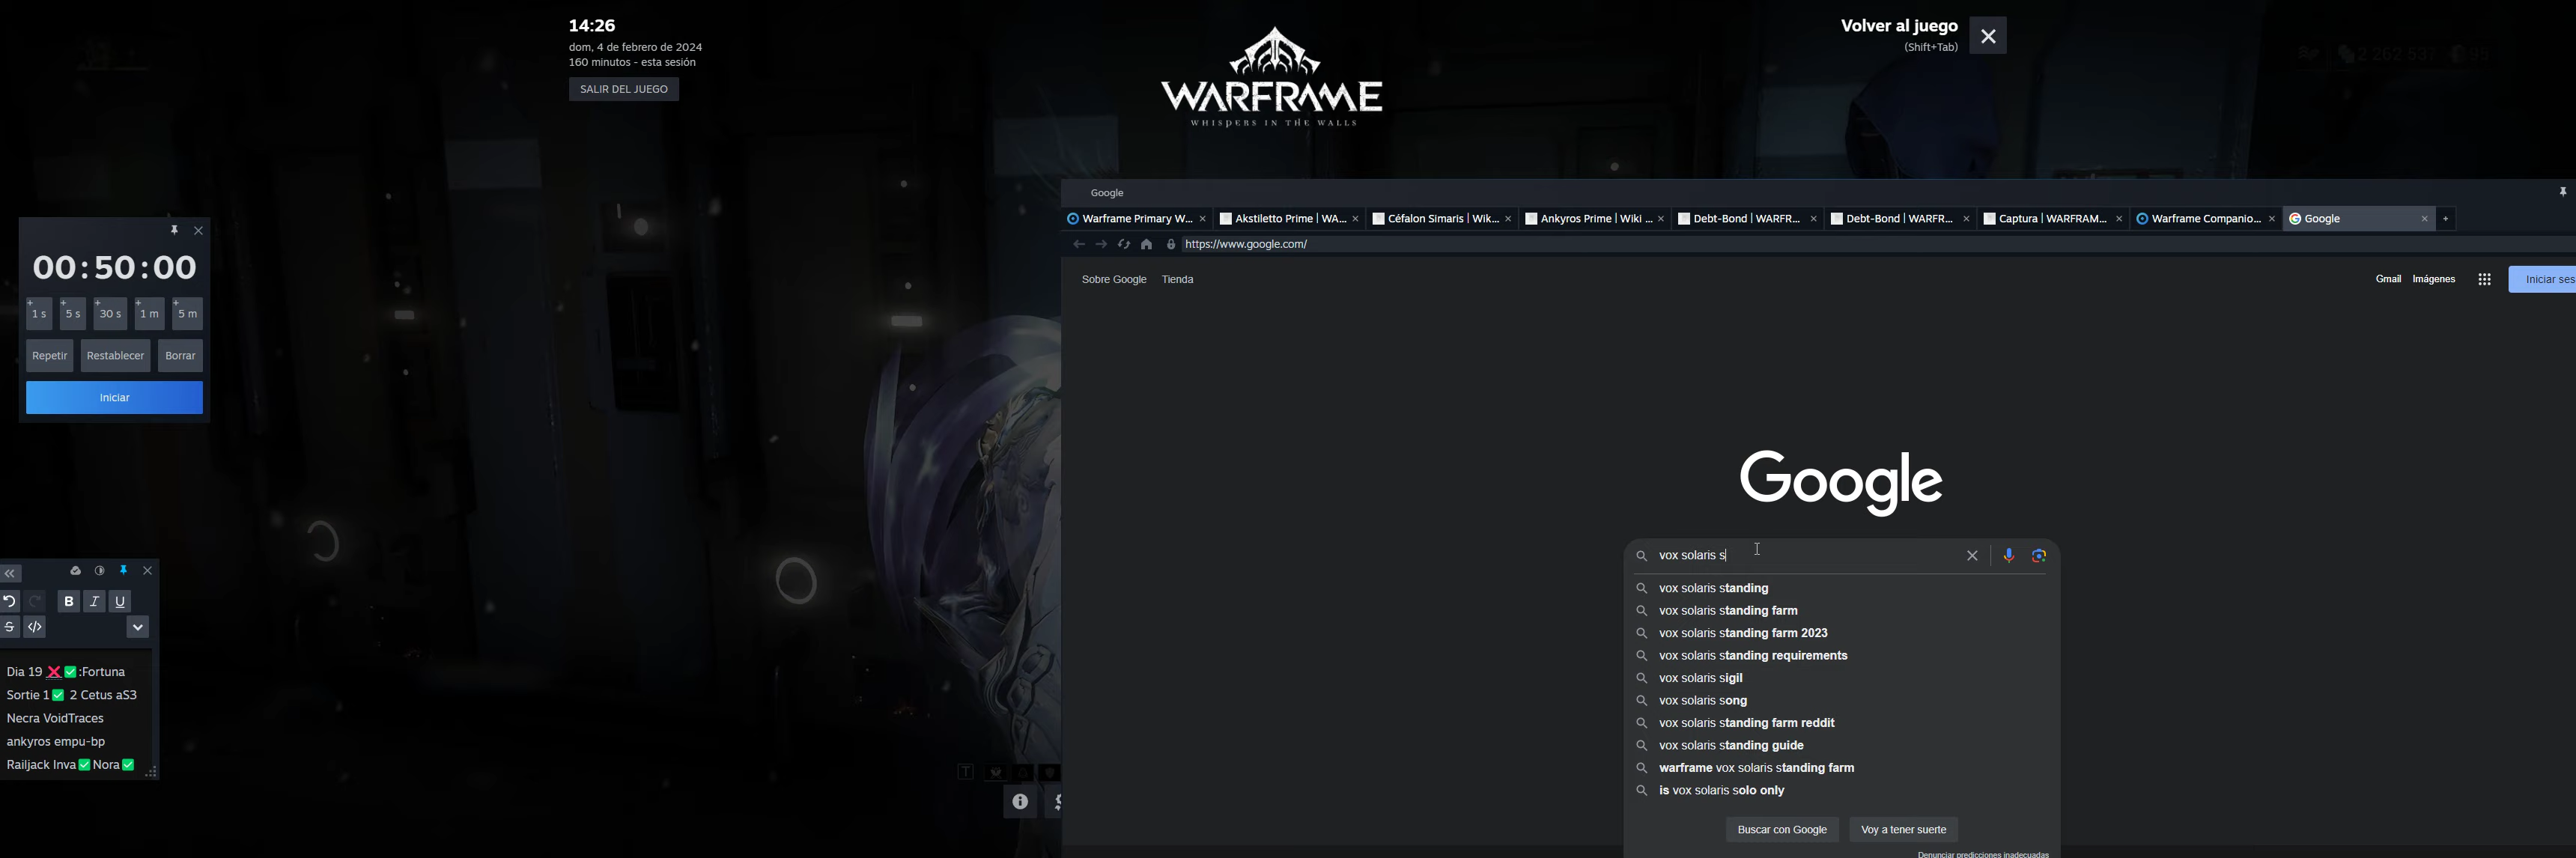 14:26
dom, 4 de febrero de 2024
160 minutos - esta sesión
SALIR DEL JUEGO
WARFRAME
WHISPERS IN THE WALLS
Volver al juego
(Shift+Tab)
2 262 537
95
00:50:00
+ 1 s
+ 5 s
+ 30 s
+ 1 m
+ 5 m
Repetir
Restablecer
Borrar
Iniciar
B I U
S </>
Dia 19 ❌✅:Fortuna
Sortie 1✅ 2 Cetus aS3
Necra VoidTraces
ankyros empu-bp
Railjack Inva✅Nora✅
T
Google
Warframe Primary W...
Akstiletto Prime | WA...
Céfalon Simaris | Wik...
Ankyros Prime | Wiki ...
Debt-Bond | WARFR...
Debt-Bond | WARFR...
Captura | WARFRAM...
Warframe Companio...
Google
https://www.google.com/
Sobre Google Tienda
Gmail Imágenes
Iniciar ses
Google
vox solaris s
vox solaris standing
vox solaris standing farm
vox solaris standing farm 2023
vox solaris standing requirements
vox solaris sigil
vox solaris song
vox solaris standing farm reddit
vox solaris standing guide
warframe vox solaris standing farm
is vox solaris solo only
Buscar con Google
Voy a tener suerte
Denunciar predicciones inadecuadas